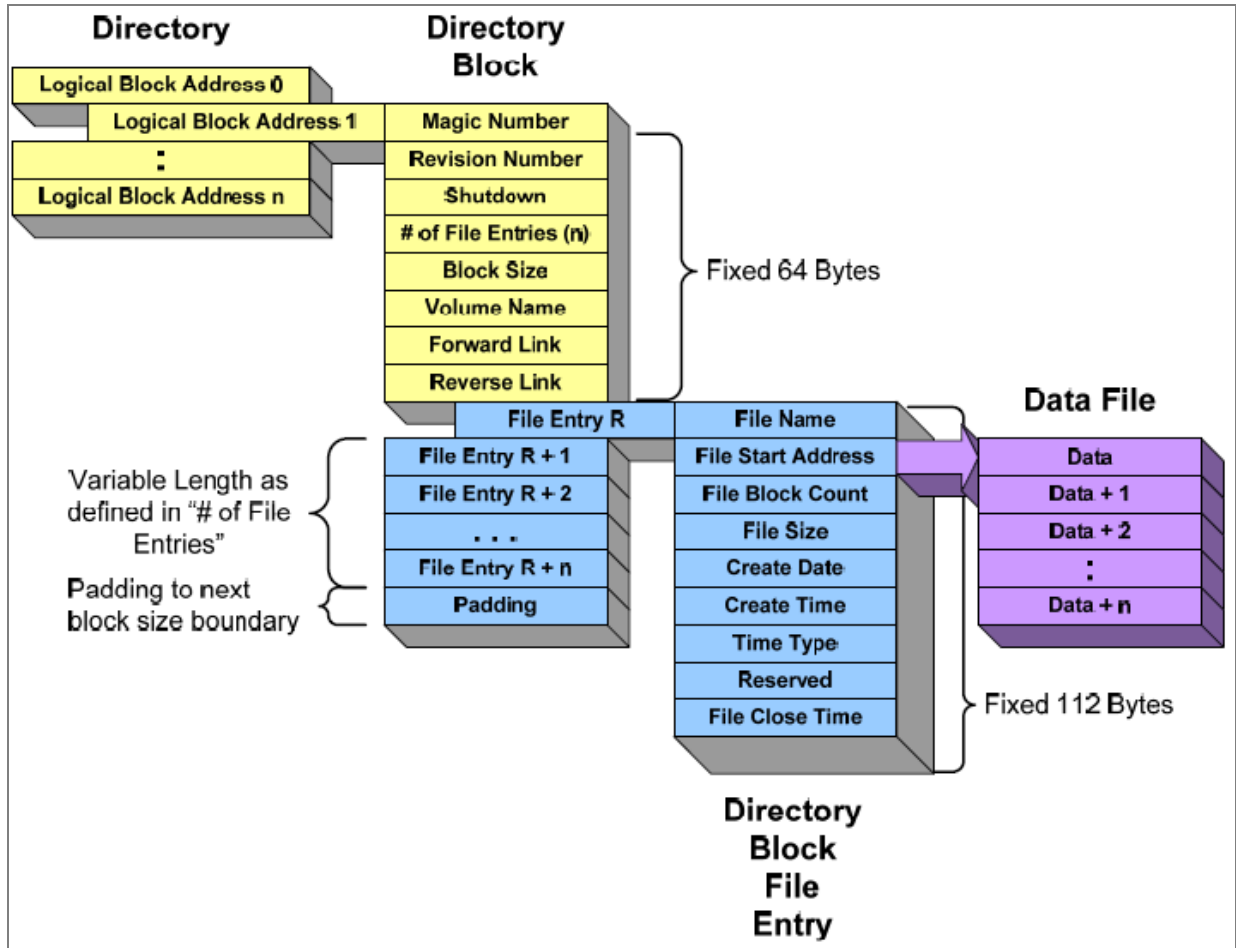 Directory
Logical Block Address 0
Logical Block Address 1
:
Logical Block Address n
Directory
Block
Magic Number
Revision Number
Shutdown
# of File Entries (n)
Block Size
Volume Name
Forward Link
Reverse Link
Fixed 64 Bytes
File Entry R
File Entry R + 1
File Entry R + 2
. . .
File Entry R + n
Padding
Variable Length as
defined in “# of File
Entries”
Padding to next
block size boundary
File Name
File Start Address
File Block Count
File Size
Create Date
Create Time
Time Type
Reserved
File Close Time
Fixed 112 Bytes
Directory
Block
File
Entry
Data File
Data
Data + 1
Data + 2
:
Data + n